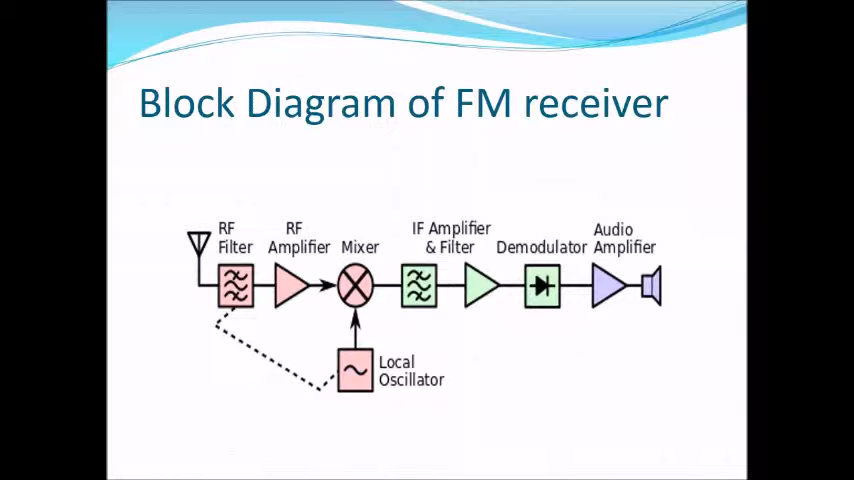 Block Diagram of FM receiver
RF
Filter
RF
Amplifier
Mixer
IF Amplifier
& Filter
Demodulator
Audio
Amplifier
Local
Oscillator